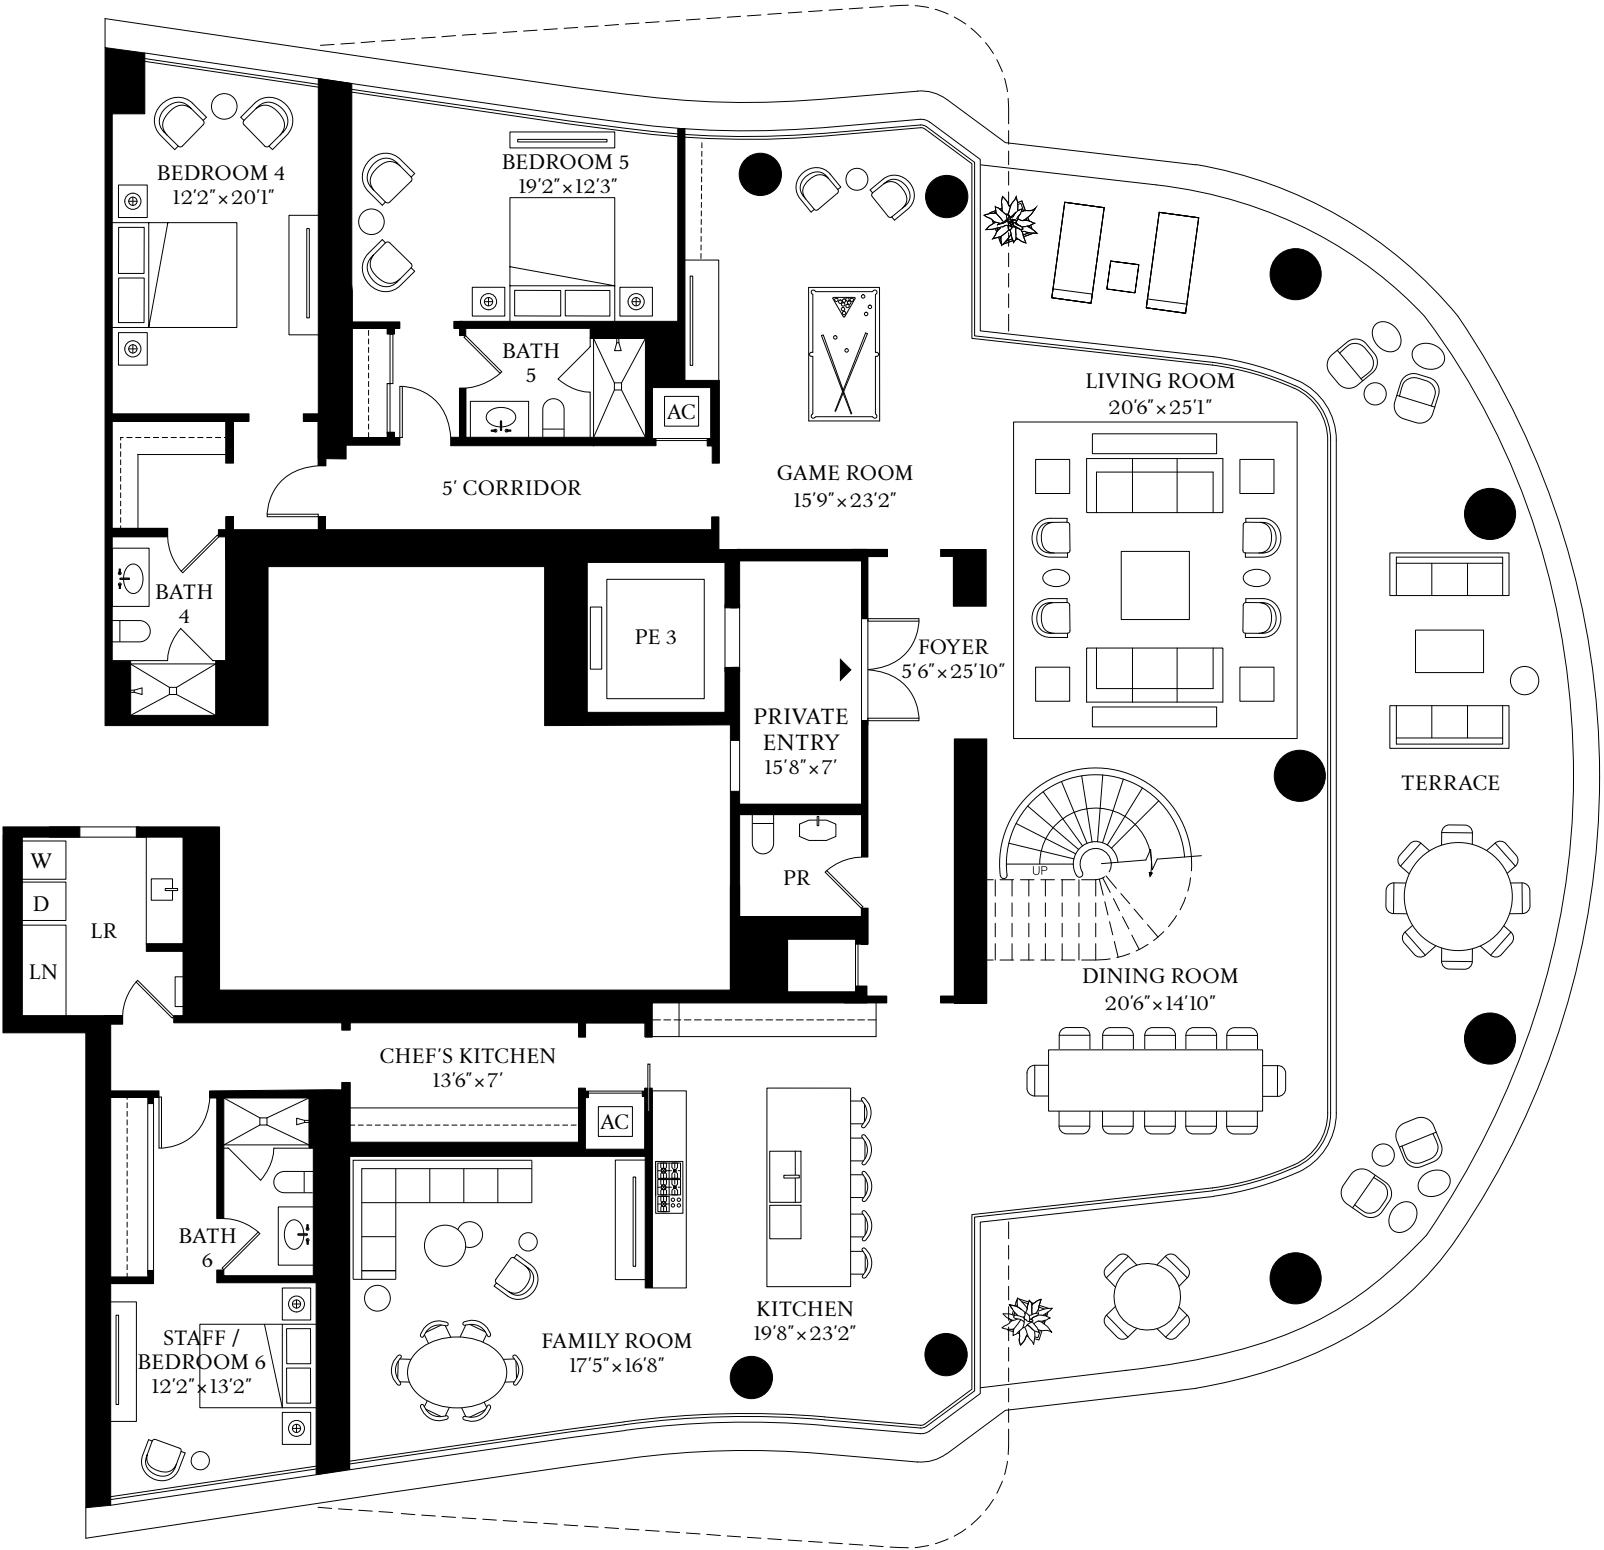 BEDROOM 4
12'2"×20'1"
BEDROOM 5
19'2"×12'3"
BATH
5
AC
LIVING ROOM
20'6"×25'1"
GAME ROOM
15'9"×23'2"
5' CORRIDOR
BATH
4
PE 3
FOYER
5'6"×25'10"
PRIVATE
ENTRY
15'8"×7'
TERRACE
W
D
LR
LN
PR
UP
DINING ROOM
20'6"×14'10"
CHEF'S KITCHEN
13'6"×7'
AC
BATH
6
KITCHEN
19'8"×23'2"
FAMILY ROOM
17'5"×16'8"
STAFF /
BEDROOM 6
12'2"×13'2"